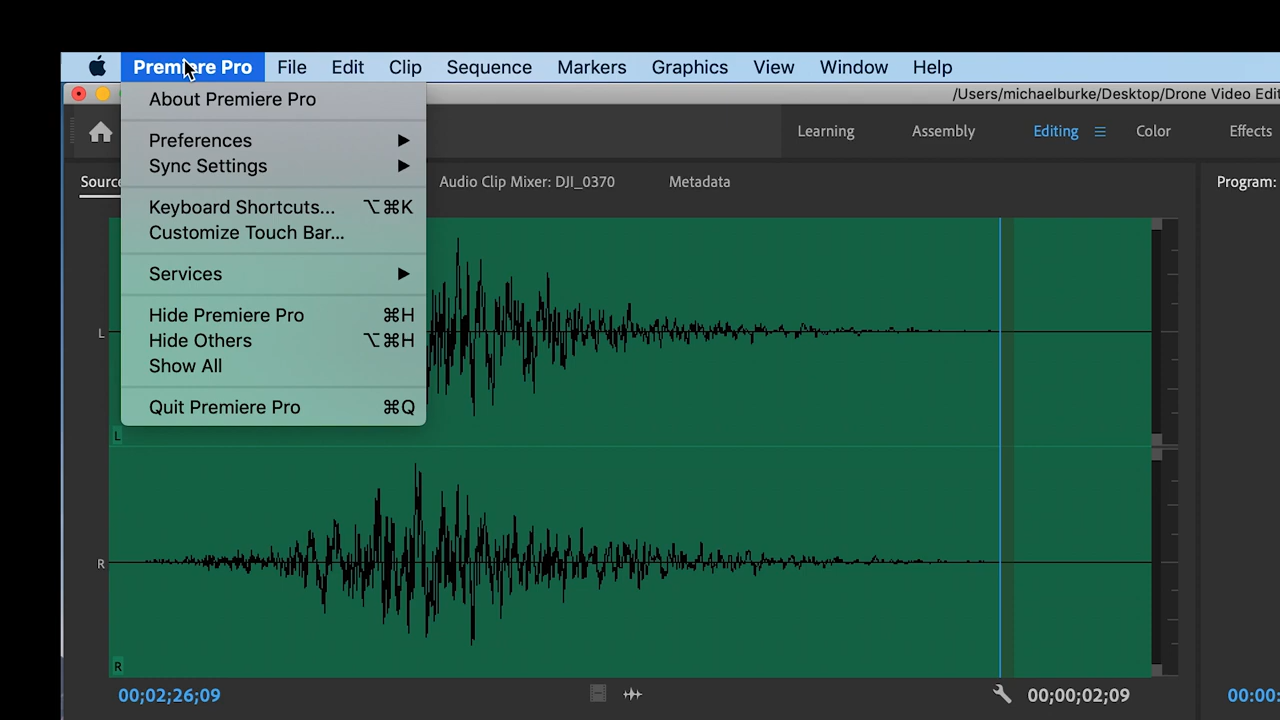 Premiere Pro File Edit Clip Sequence Markers Graphics View Window Help
/Users/michaelburke/Desktop/Drone Video Edit
About Premiere Pro
Preferences
Sync Settings
Keyboard Shortcuts... ⌥⌘K
Customize Touch Bar...
Services
Hide Premiere Pro ⌘H
Hide Others ⌥⌘H
Show All
Quit Premiere Pro ⌘Q
Learning Assembly Editing Color Effects
Source Audio Clip Mixer: DJI_0370 Metadata Program:
L
L
R
R
00;02;26;09 00;00;02;09 00:00: